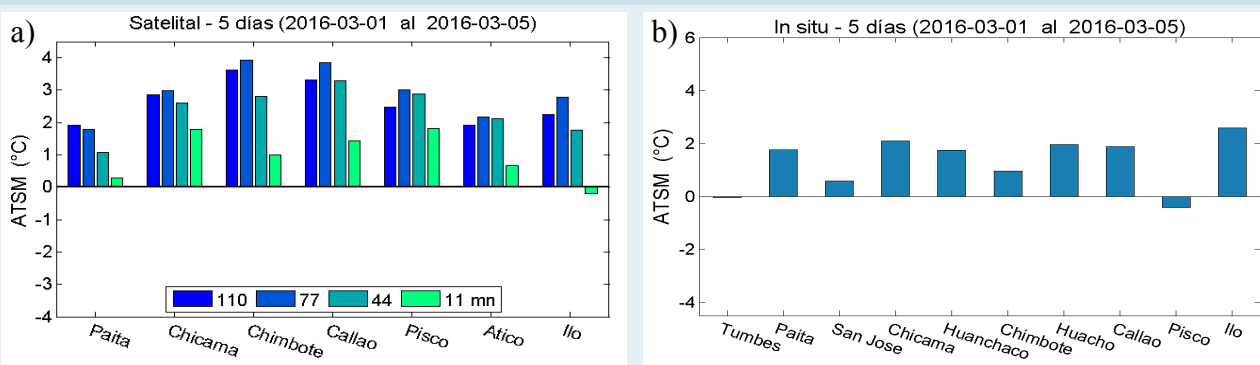 a)
Satelital - 5 días (2016-03-01 al 2016-03-05)
ATSM (°C)
4
3
2
1
0
-1
-2
-3
-4
110 77 44 11 mn
Paita Chicama Chimbote Callao Pisco Atico Ilo
b)
In situ - 5 días (2016-03-01 al 2016-03-05)
ATSM (°C)
6
4
2
0
-2
-4
Tumbes Paita San Jose Chicama Huanchaco Chimbote Huacho Callao Pisco Ilo